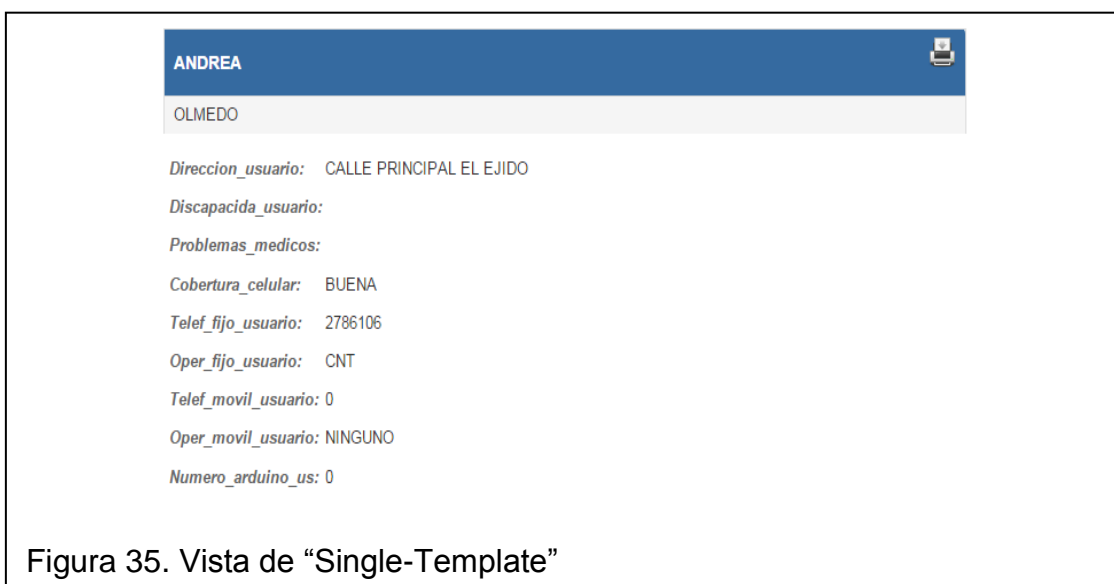 ANDREA
OLMEDO
Direccion_usuario: CALLE PRINCIPAL EL EJIDO
Discapacida_usuario:
Problemas_medicos:
Cobertura_celular: BUENA
Telef_fijo_usuario: 2786106
Oper_fijo_usuario: CNT
Telef_movil_usuario: 0
Oper_movil_usuario: NINGUNO
Numero_arduino_us: 0
Figura 35. Vista de “Single-Template”